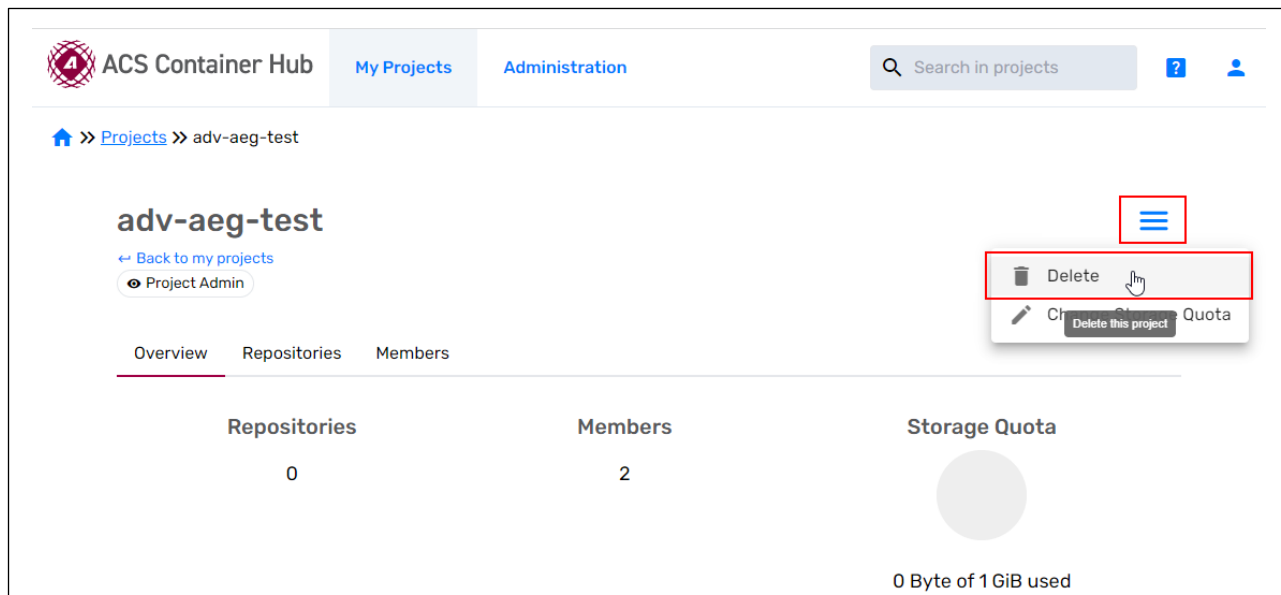 ACS Container Hub My Projects Administration Search in projects ?
Projects adv-aeg-test
adv-aeg-test
↩ Back to my projects
Project Admin
Delete
Change Storage Quota
Delete this project
Overview Repositories Members
Repositories Members Storage Quota
0 2
0 Byte of 1 GiB used